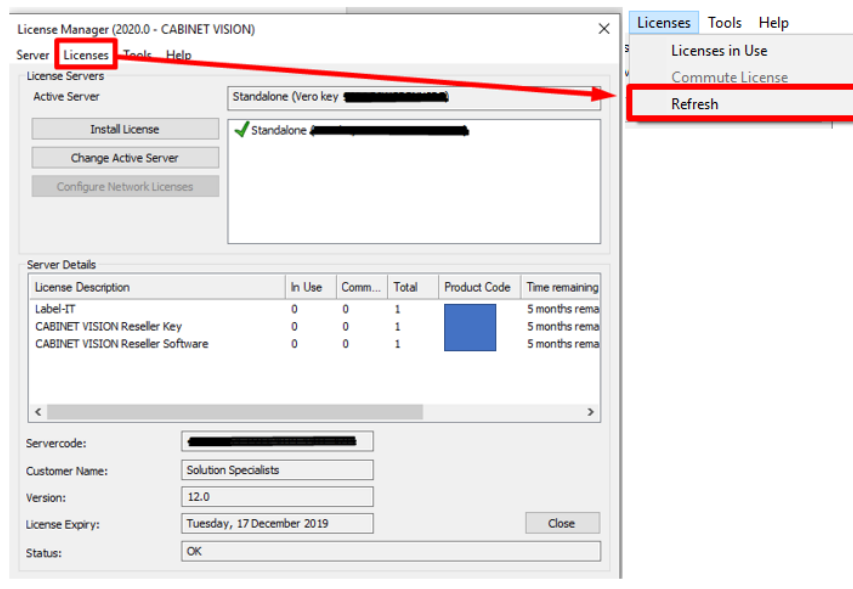 License Manager (2020.0 - CABINET VISION)
Server Licenses Tools Help
License Servers
Active Server Standalone (Vero key
Install License
Standalone
Change Active Server
Configure Network Licenses
Server Details
License Description In Use Comm... Total Product Code Time remaining
Label-IT 0 0 1 5 months rema
CABINET VISION Reseller Key 0 0 1 5 months rema
CABINET VISION Reseller Software 0 0 1 5 months rema
Servercode:
Customer Name: Solution Specialists
Version: 12.0
License Expiry: Tuesday, 17 December 2019 Close
Status: OK
Licenses Tools Help
Licenses in Use
Commute License
Refresh